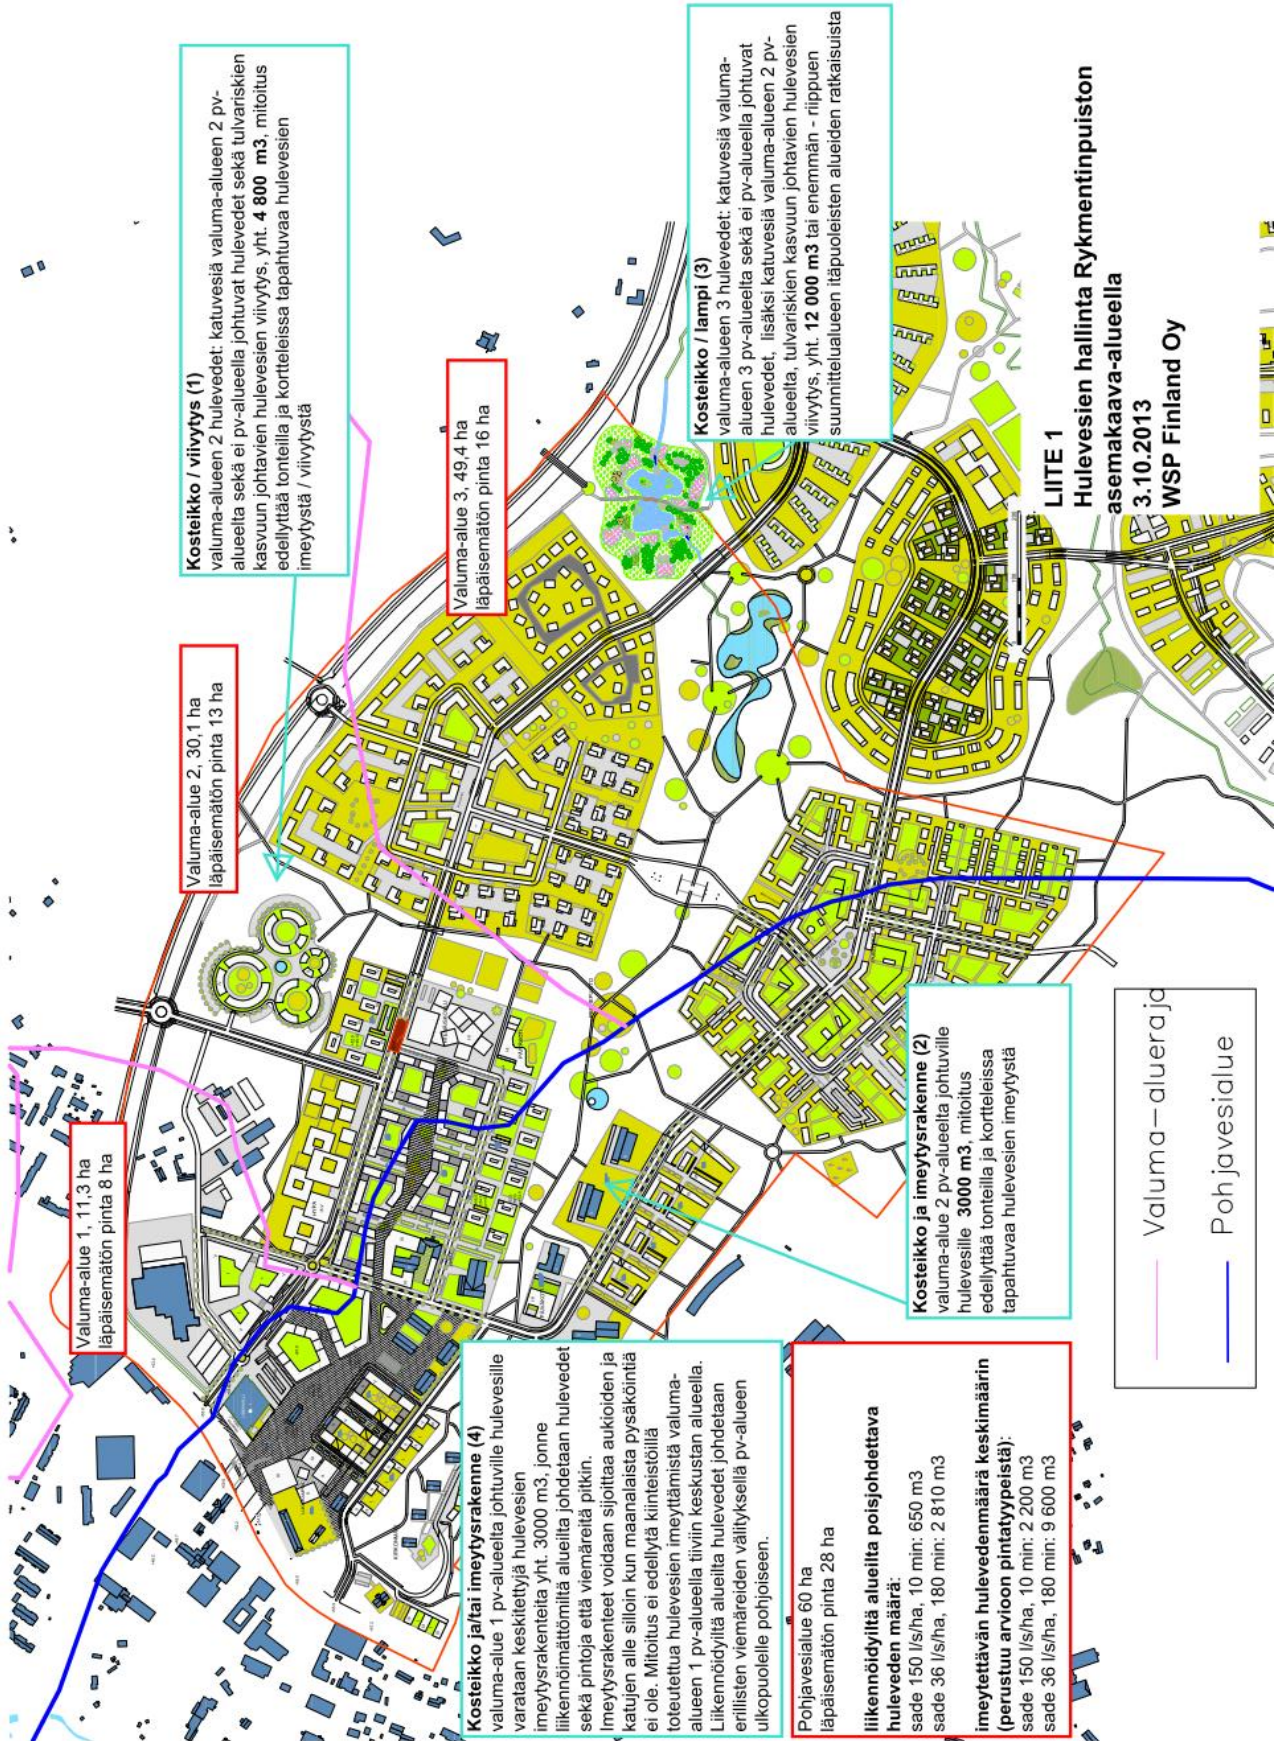 Kosteikko / viivytys (1)
valuma-alueen 2 hulevedet: katuvesiä valuma-alueen 2 pv-
alueelta sekä ei pv-alueella johtuvat hulevedet sekä tulvariskien
kasvuun johtavien hulevesien viivytys, yht. 4 800 m3, mitoitus
edellyttää tonteilla ja kortteleissa tapahtuvaa hulevesien
imeytystä / viivytystä
Kosteikko / lampi (3)
valuma-alueen 3 hulevedet: katuvesiä valuma-
alueen 3 pv-alueelta sekä ei pv-alueella johtuvat
hulevedet, lisäksi katuvesiä valuma-alueen 2 pv-
alueelta, tulvariskien kasvuun johtavien hulevesien
viivytys, yht. 12 000 m3 tai enemmän - riippuen
suunnittelualueen itäpuoleisten alueiden ratkaisuista
Valuma-alue 3, 49,4 ha
läpäisemätön pinta 16 ha
Valuma-alue 2, 30,1 ha
läpäisemätön pinta 13 ha
Valuma-alue 1, 11,3 ha
läpäisemätön pinta 8 ha
LIITE 1
Hulevesien hallinta Rykmentinpuiston
asemakaava-alueella
3.10.2013
WSP Finland Oy
Kosteikko ja imeytysrakenne (2)
valuma-alue 2 pv-alueelta johtuville
hulevesille 3000 m3, mitoitus
edellyttää tonteilla ja kortteleissa
tapahtuvaa hulevesien imeytystä
Kosteikko ja/tai imeytysrakenne (4)
valuma-alue 1 pv-alueelta johtuville hulevesille
varataan keskitettyjä hulevesien
imeytysrakenteita yht. 3000 m3, jonne
liikennöimättömiltä alueilta johdetaan hulevedet
sekä pintoja että viemäreitä pitkin.
Imeytysrakenteet voidaan sijoittaa aukioiden ja
katujen alle silloin kun maanalaista pysäköintiä
ei ole. Mitoitus ei edellytä kiinteistöillä
toteutettua hulevesien imeyttämistä valuma-
alueen 1 pv-alueella tiiviin keskustan alueella.
Liikennöidyiltä alueilta hulevedet johdetaan
erillisten viemäreiden välityksellä pv-alueen
ulkopuolelle pohjoiseen.
Pohjavesialue 60 ha
läpäisemätön pinta 28 ha
liikennöidyiltä alueilta poisjohdettava
huleveden määrä:
sade 150 l/s/ha, 10 min: 650 m3
sade 36 l/s/ha, 180 min: 2 810 m3
imeytettävän hulevedenmäärä keskimäärin
(perustuu arvioon pintatyypeistä):
sade 150 l/s/ha, 10 min: 2 200 m3
sade 36 l/s/ha, 180 min: 9 600 m3
Valuma-alueraja
Pohjavesialue